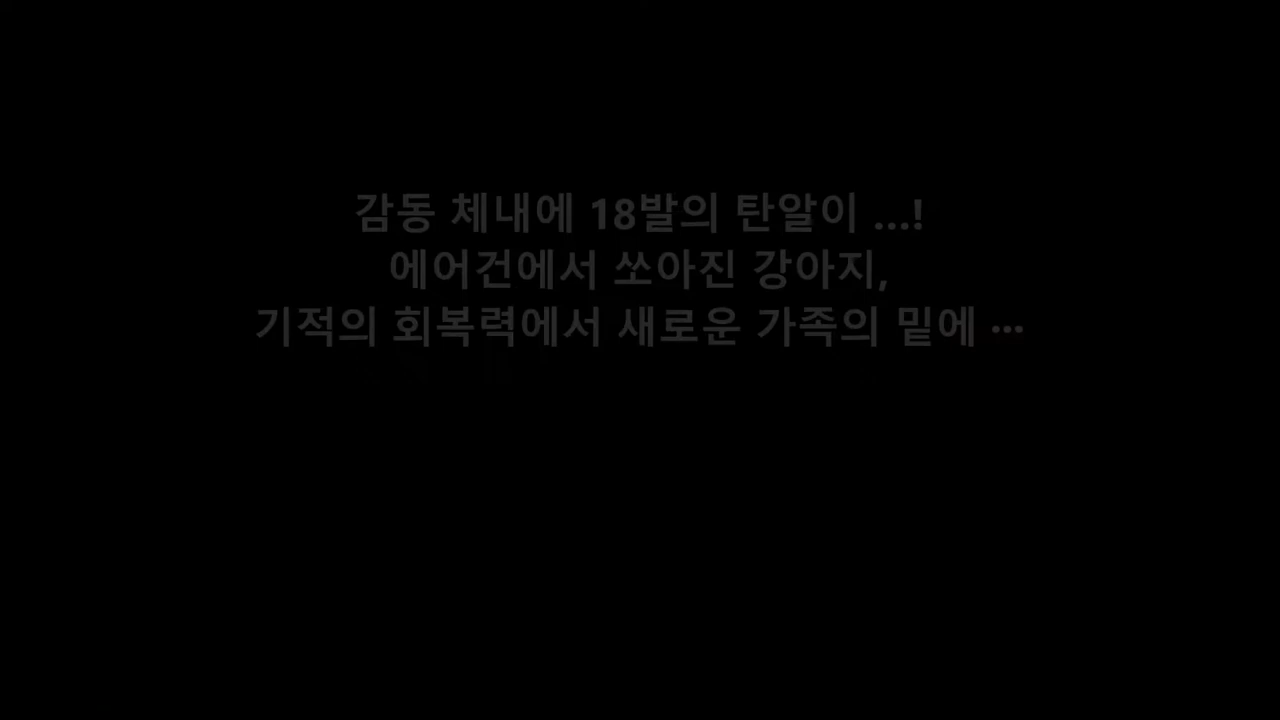 감동 체내에 18발의 탄알이 ...!
에어건에서 쏘아진 강아지,
기적의 회복력에서 새로운 가족의 밑에 ···